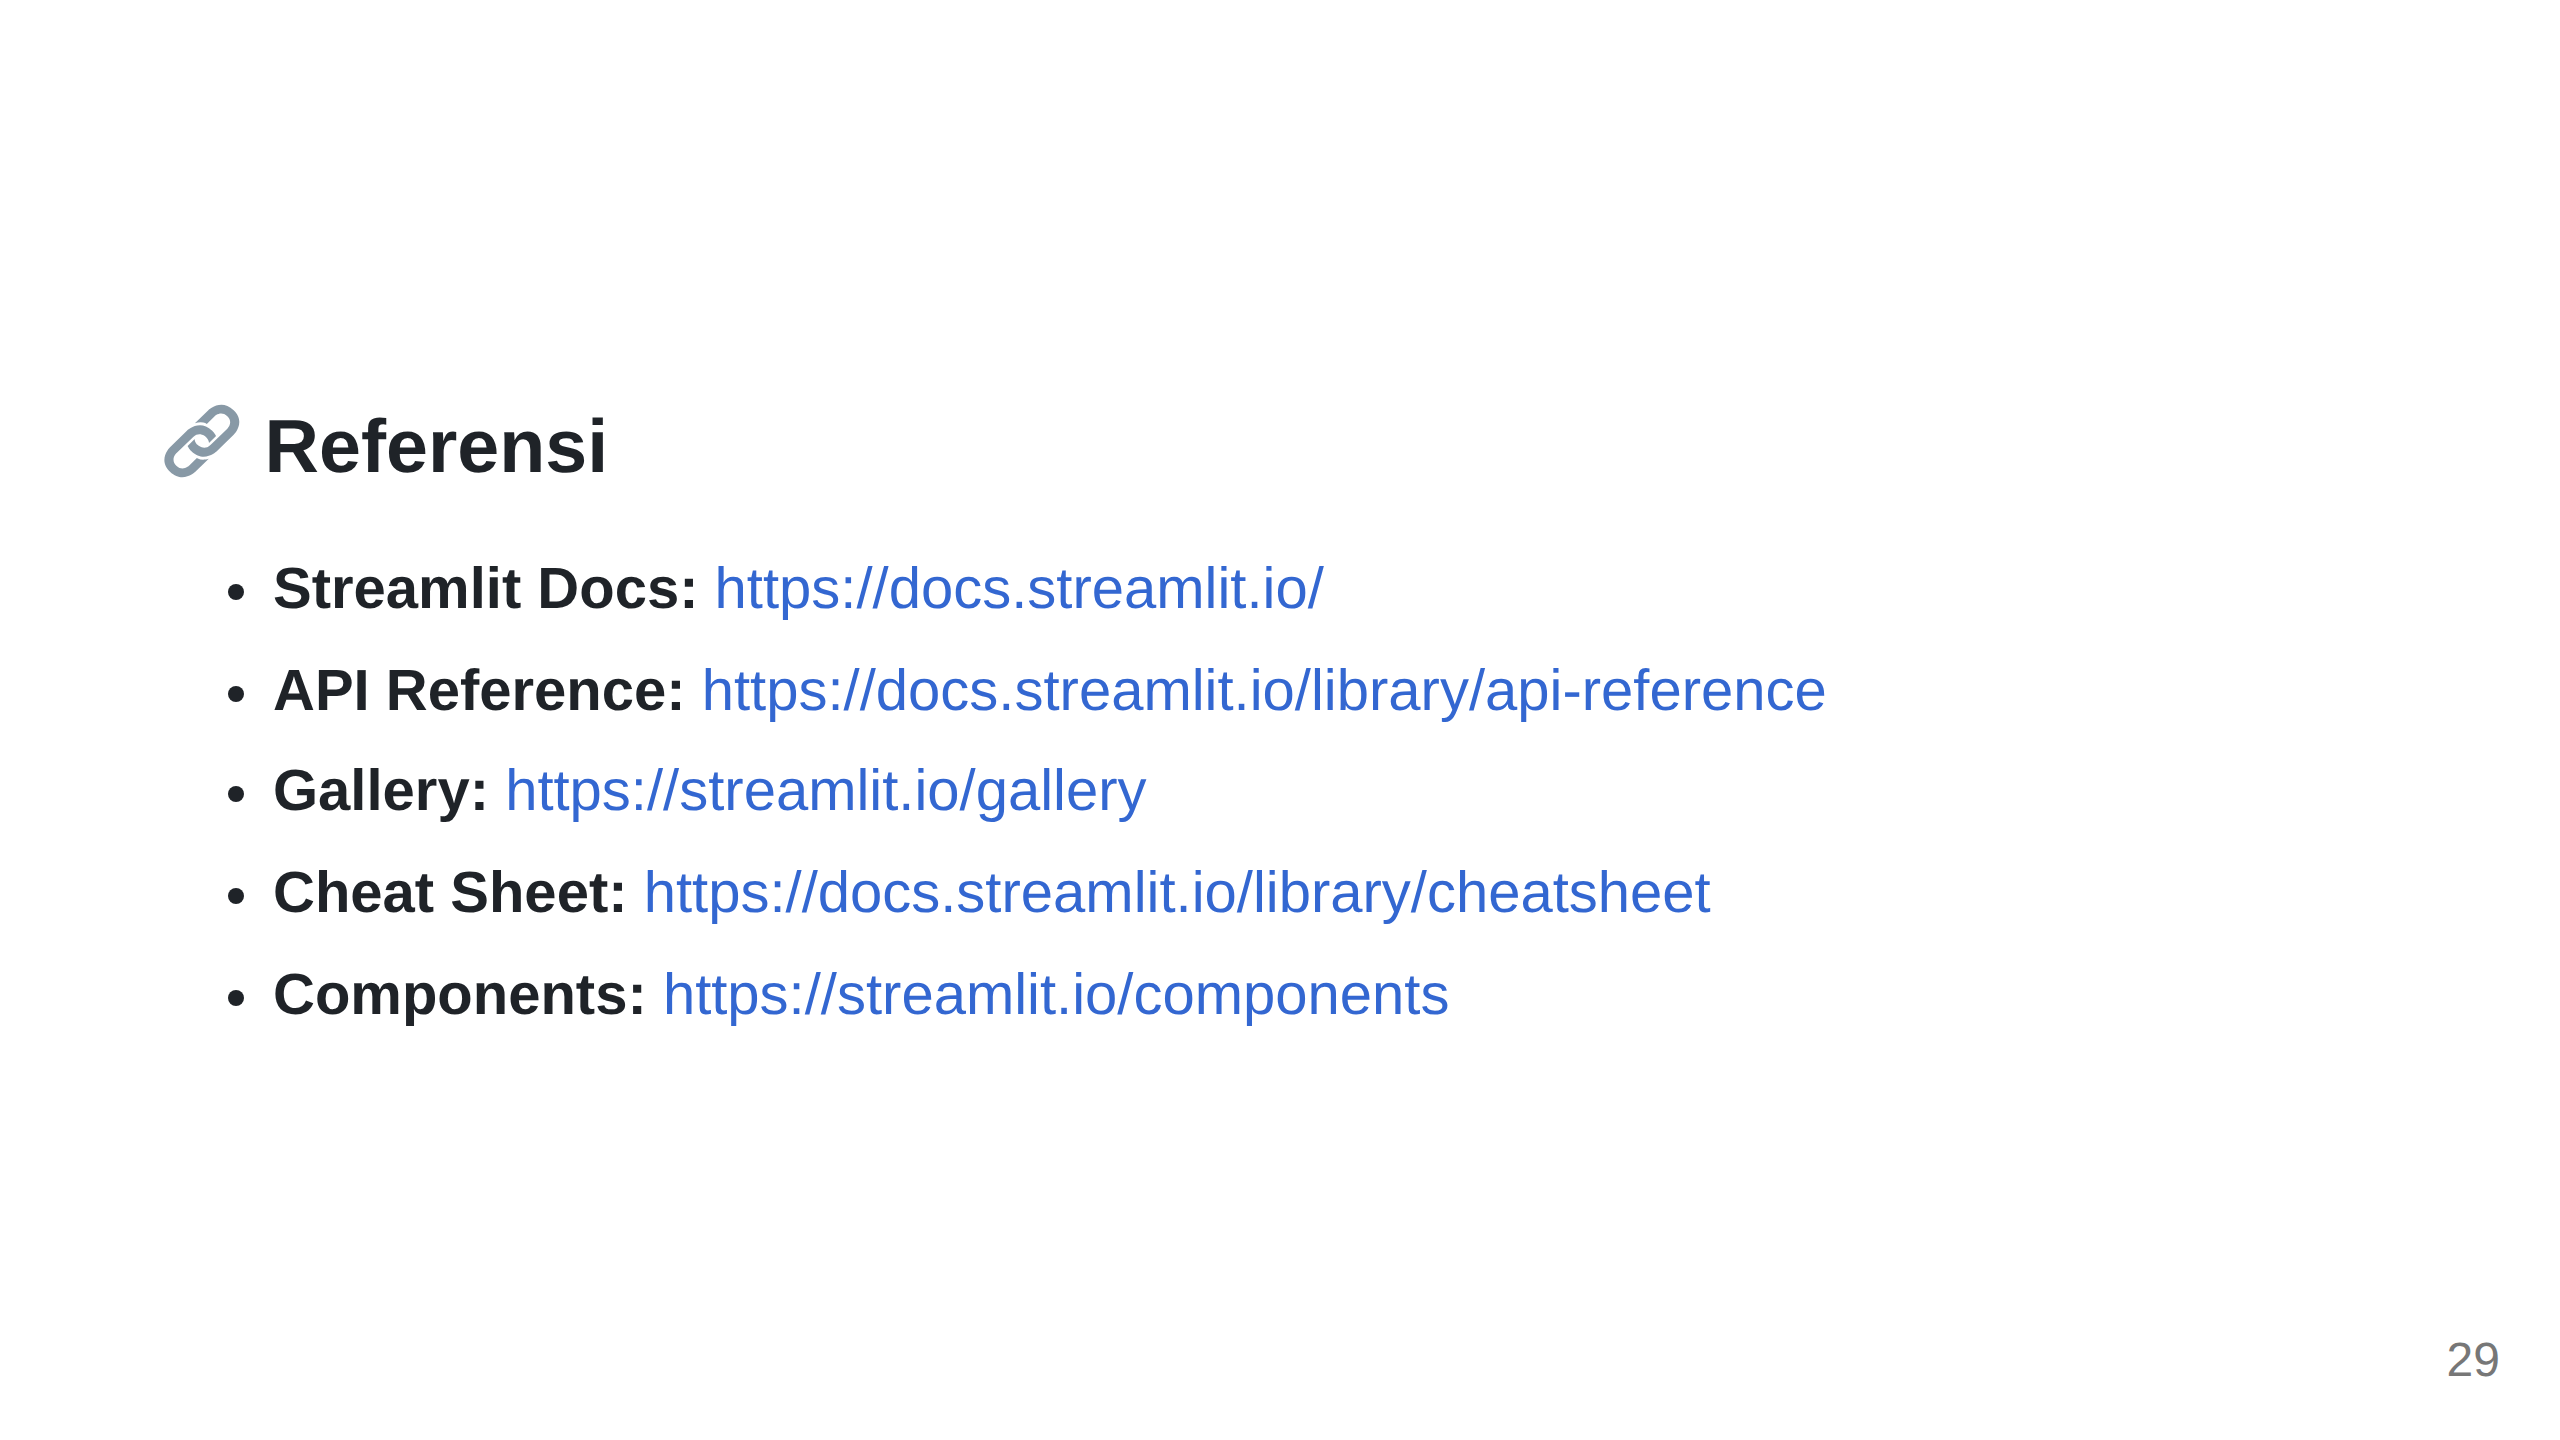 🔗 Referensi
• Streamlit Docs: https://docs.streamlit.io/
• API Reference: https://docs.streamlit.io/library/api-reference
• Gallery: https://streamlit.io/gallery
• Cheat Sheet: https://docs.streamlit.io/library/cheatsheet
• Components: https://streamlit.io/components
29